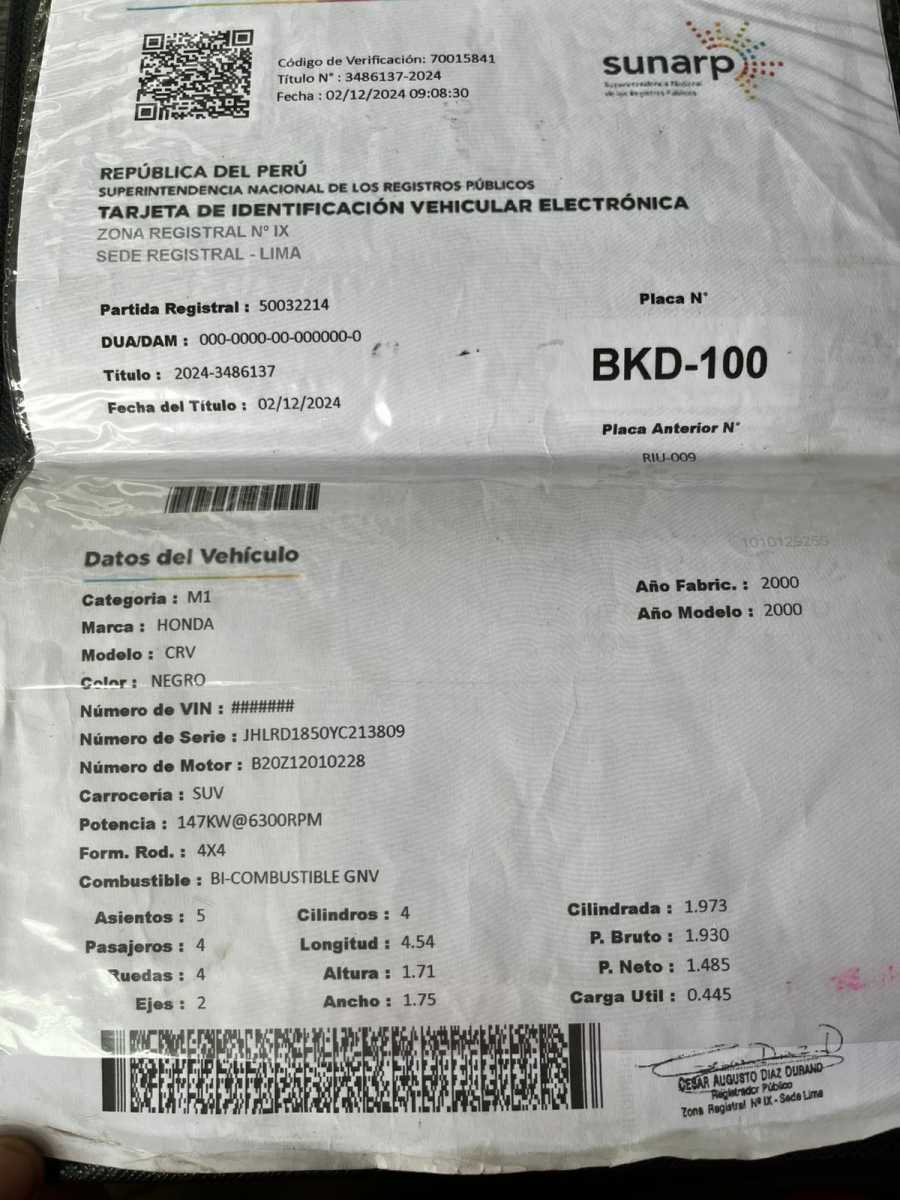 Código de Verificación: 70015841
Título N° : 3486137-2024
Fecha : 02/12/2024 09:08:30
sunarp
Superintendencia Nacional
de los Registros Públicos
REPÚBLICA DEL PERÚ
SUPERINTENDENCIA NACIONAL DE LOS REGISTROS PÚBLICOS
TARJETA DE IDENTIFICACIÓN VEHICULAR ELECTRÓNICA
ZONA REGISTRAL Nº IX
SEDE REGISTRAL - LIMA
Partida Registral : 50032214
DUA/DAM : 000-0000-00-000000-0
Título : 2024-3486137
Fecha del Título : 02/12/2024
Placa N°
BKD-100
Placa Anterior N°
RIU-009
1010129255
Datos del Vehículo
Categoria : M1
Marca : HONDA
Modelo : CRV
Color : NEGRO
Número de VIN : #######
Número de Serie : JHLRD1850YC213809
Número de Motor : B20Z12010228
Carrocería : SUV
Potencia : 147KW@6300RPM
Form. Rod. : 4X4
Combustible : BI-COMBUSTIBLE GNV
Año Fabric. : 2000
Año Modelo : 2000
Asientos : 5 Cilindros : 4 Cilindrada : 1.973
Pasajeros : 4 Longitud : 4.54 P. Bruto : 1.930
Ruedas : 4 Altura : 1.71 P. Neto : 1.485
Ejes : 2 Ancho : 1.75 Carga Util : 0.445
CESAR AUGUSTO DIAZ DURAND
Registrador Público
Zona Registral Nº IX - Sede Lima